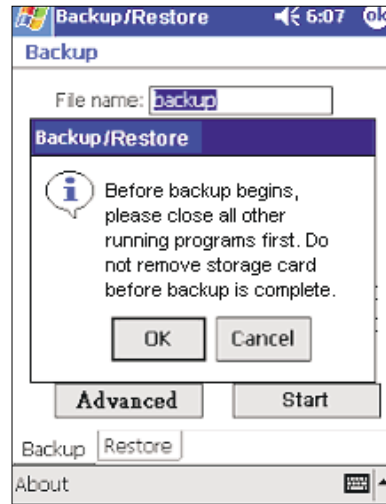 Backup/Restore 6:07 ok
Backup
File name: backup
Backup/Restore
Before backup begins,
please close all other
running programs first. Do
not remove storage card
before backup is complete.
OK Cancel
Advanced Start
Backup Restore
About